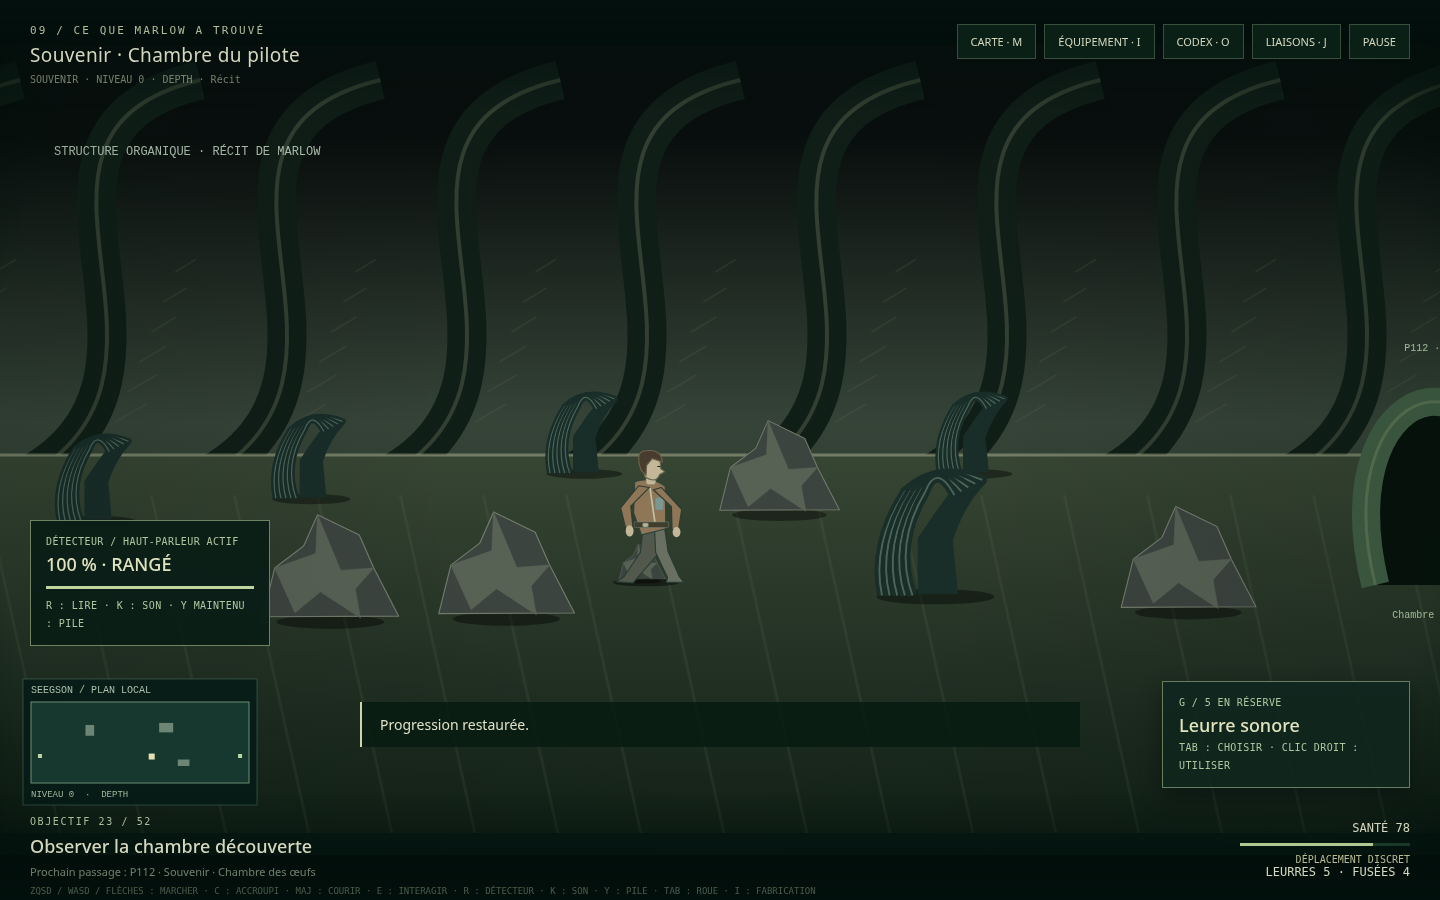 09 / CE QUE MARLOW A TROUVÉ
Souvenir · Chambre du pilote
SOUVENIR · NIVEAU 0 · DEPTH · Récit
CARTE · M
ÉQUIPEMENT · I
CODEX · O
LIAISONS · J
PAUSE
STRUCTURE ORGANIQUE · RÉCIT DE MARLOW
P112 ·
Chambre
DÉTECTEUR / HAUT-PARLEUR ACTIF
100 % · RANGÉ
R : LIRE · K : SON · Y MAINTENU
: PILE
SEEGSON / PLAN LOCAL
NIVEAU 0 · DEPTH
Progression restaurée.
G / 5 EN RÉSERVE
Leurre sonore
TAB : CHOISIR · CLIC DROIT :
UTILISER
OBJECTIF 23 / 52
Observer la chambre découverte
Prochain passage : P112 · Souvenir · Chambre des œufs
ZQSD / WASD / FLÈCHES : MARCHER · C : ACCROUPI · MAJ : COURIR · E : INTERAGIR · R : DÉTECTEUR · K : SON · Y : PILE · TAB : ROUE · I : FABRICATION
SANTÉ 78
DÉPLACEMENT DISCRET
LEURRES 5 · FUSÉES 4